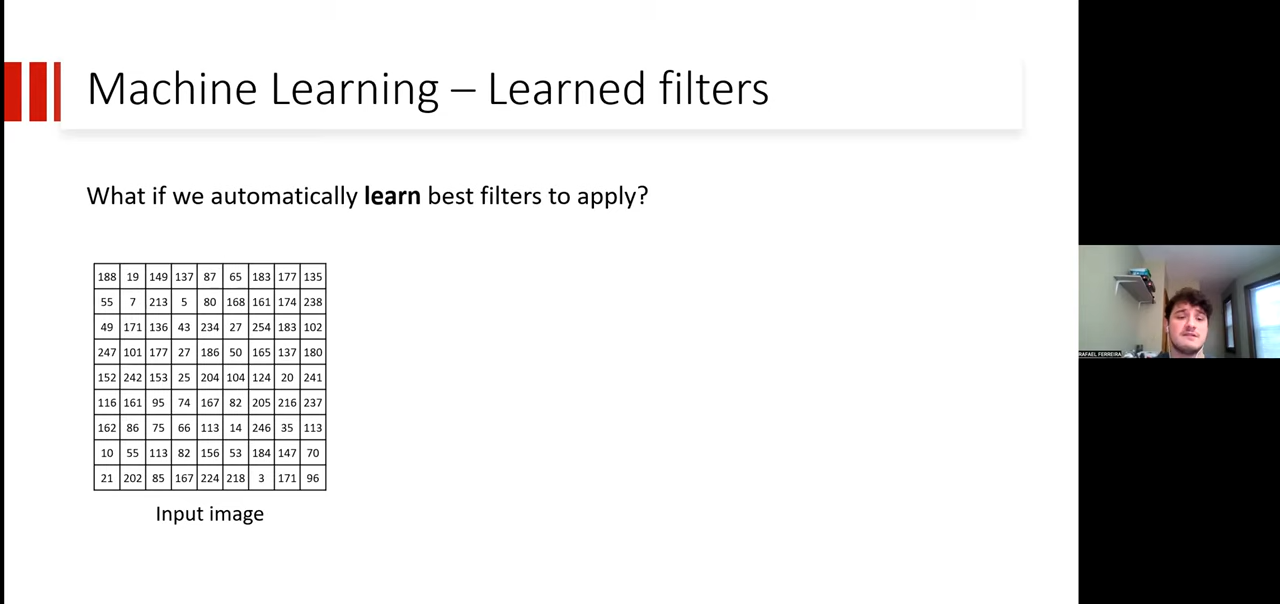 Machine Learning – Learned filters
What if we automatically learn best filters to apply?
188 19 149 137 87 65 183 177 135
55 7 213 5 80 168 161 174 238
49 171 136 43 234 27 254 183 102
247 101 177 27 186 50 165 137 180
152 242 153 25 204 104 124 20 241
116 161 95 74 167 82 205 216 237
162 86 75 66 113 14 246 35 113
10 55 113 82 156 53 184 147 70
21 202 85 167 224 218 3 171 96
Input image
RAFAEL FERREIRA